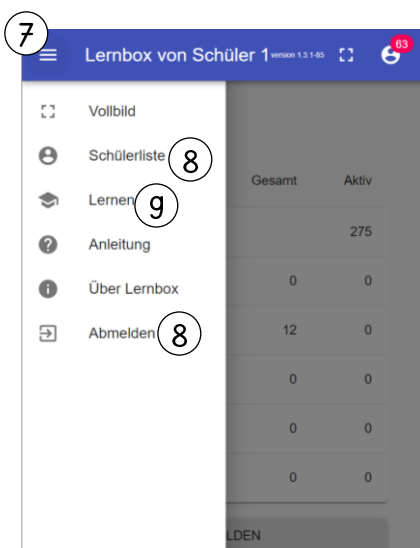 7
Lernbox von Schüler 1 version 1.3.1-85 63
Vollbild
Schülerliste 8
Gesamt Aktiv
Lernen 9
275
Anleitung
Über Lernbox 0 0
Abmelden 8 12 0
0 0
0 0
0 0
LDEN